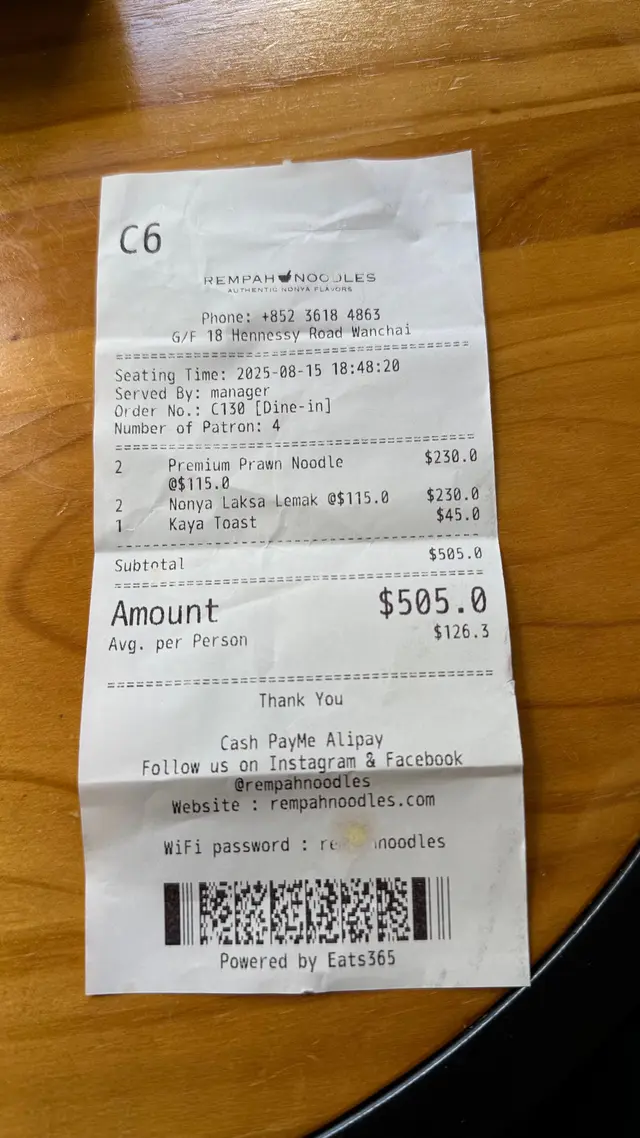 C6
REMPAH NOODLES
AUTHENTIC NONYA FLAVORS
Phone: +852 3618 4863
G/F 18 Hennessy Road Wanchai
Seating Time: 2025-08-15 18:48:20
Served By: manager
Order No.: C130 [Dine-in]
Number of Patron: 4
2 Premium Prawn Noodle $230.0
@$115.0
2 Nonya Laksa Lemak @$115.0 $230.0
1 Kaya Toast $45.0
Subtotal $505.0
Amount $505.0
Avg. per Person $126.3
Thank You
Cash PayMe Alipay
Follow us on Instagram & Facebook
@rempahnoodles
Website : rempahnoodles.com
WiFi password :
Powered by Eats365